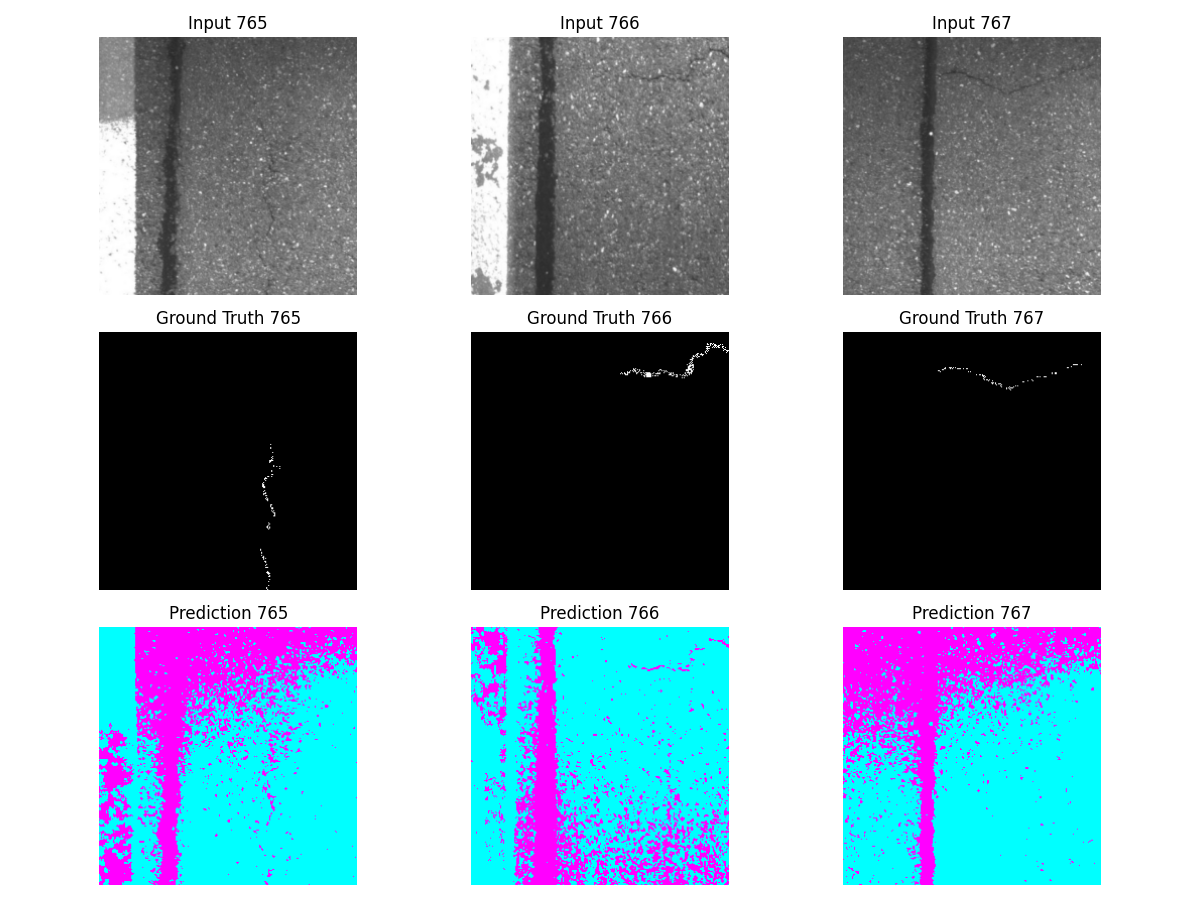 Input 765
Input 766
Input 767
Ground Truth 765
Ground Truth 766
Ground Truth 767
Prediction 765
Prediction 766
Prediction 767